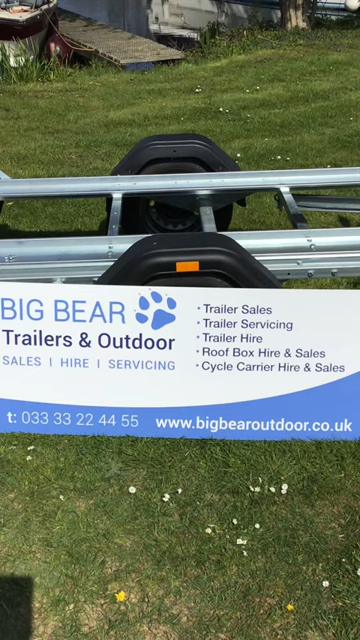 BIG BEAR
Trailers & Outdoor
SALES | HIRE | SERVICING
• Trailer Sales
• Trailer Servicing
• Trailer Hire
• Roof Box Hire & Sales
• Cycle Carrier Hire & Sales
t: 033 33 22 44 55 www.bigbearoutdoor.co.uk